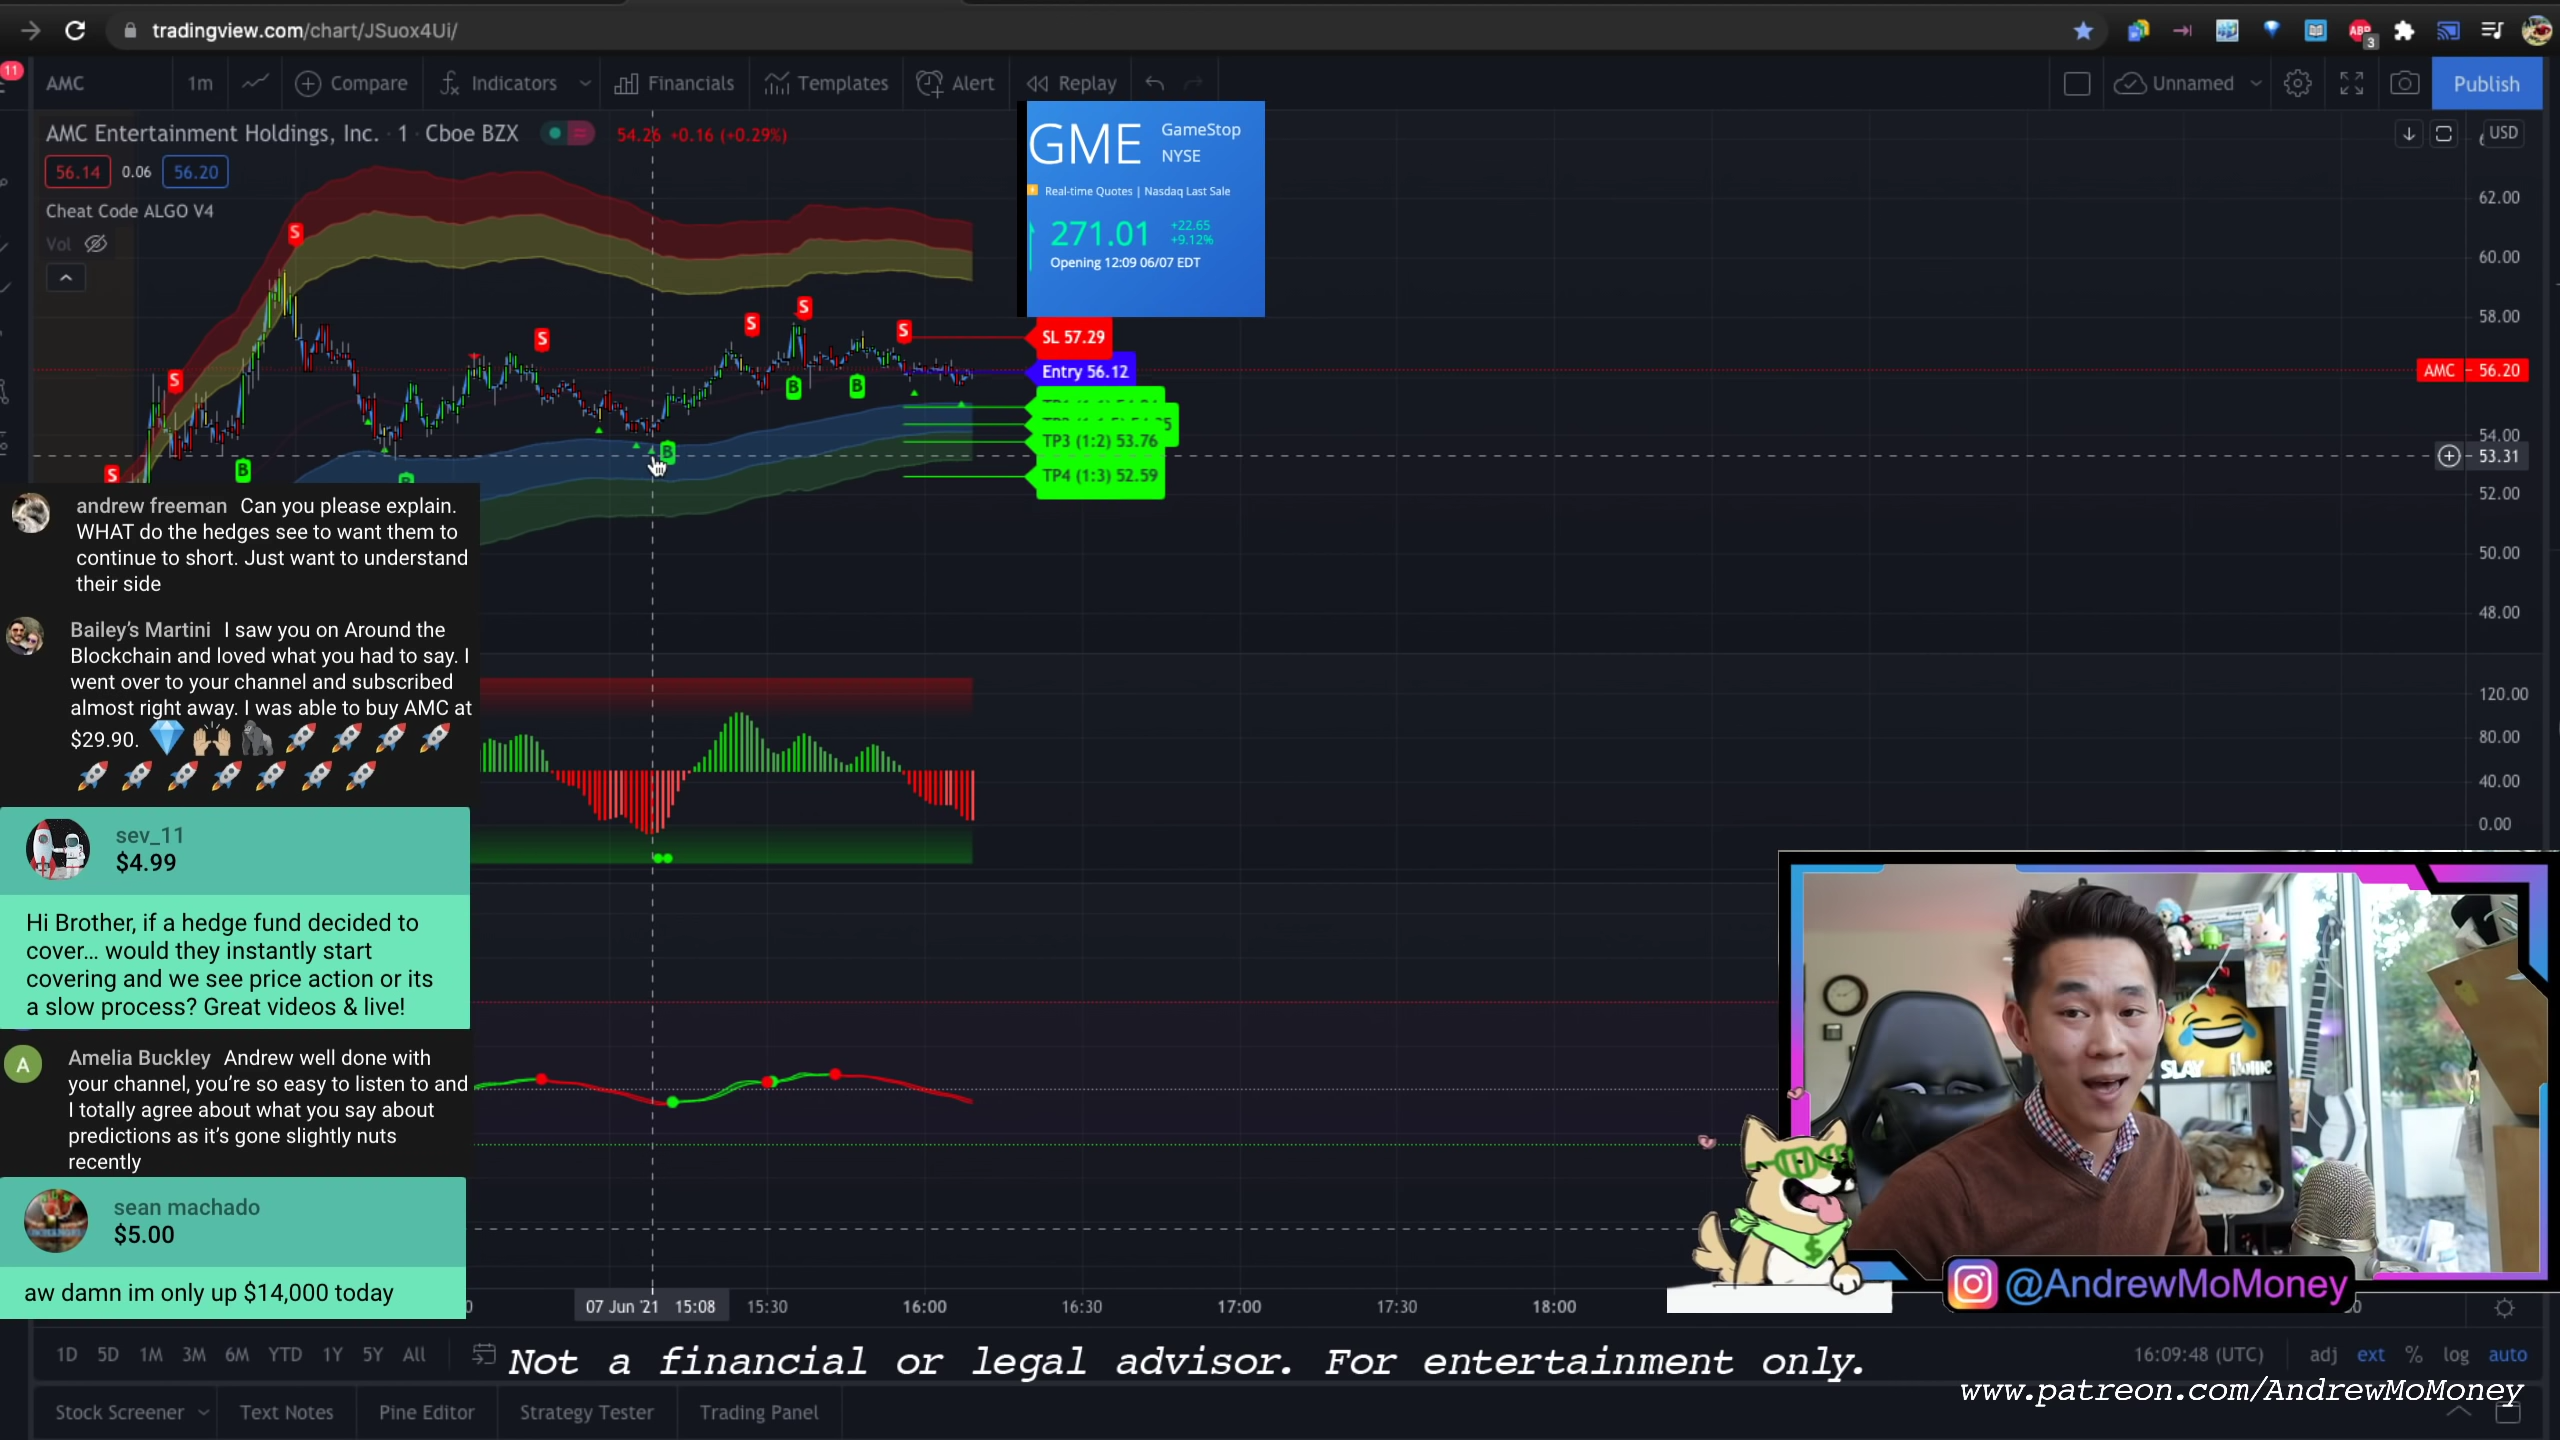 tradingview.com/chart/JSuox4Ui/
ABP
3
11
AMC
1m
Compare
Indicators
Financials
Templates
Alert
Replay
Unnamed
Publish
AMC Entertainment Holdings, Inc. · 1 · Cboe BZX
54.26 +0.16 (+0.29%)
56.14
0.06
56.20
Cheat Code ALGO V4
Vol
USD
GME
GameStop
NYSE
Real-time Quotes | Nasdaq Last Sale
271.01
+22.65
+9.12%
Opening 12:09 06/07 EDT
S
S
S
S
S
S
S
B
B
B
B
SL 57.29
Entry 56.12
TP3 (1:2) 53.76
TP4 (1:3) 52.59
62.00
60.00
58.00
AMC 56.20
54.00
53.31
52.00
50.00
48.00
120.00
80.00
40.00
0.00
andrew freeman Can you please explain.
WHAT do the hedges see to want them to
continue to short. Just want to understand
their side
Bailey’s Martini I saw you on Around the
Blockchain and loved what you had to say. I
went over to your channel and subscribed
almost right away. I was able to buy AMC at
$29.90. 💎🙌🏼🦍🚀🚀🚀🚀
🚀🚀🚀🚀🚀🚀🚀
sev_11
$4.99
Hi Brother, if a hedge fund decided to
cover... would they instantly start
covering and we see price action or its
a slow process? Great videos & live!
A
Amelia Buckley Andrew well done with
your channel, you’re so easy to listen to and
I totally agree about what you say about
predictions as it’s gone slightly nuts
recently
sean machado
$5.00
aw damn im only up $14,000 today
SLAY
Home
$
@AndrewMoMoney
07 Jun '21 15:08
15:30
16:00
16:30
17:00
17:30
18:00
1D 5D 1M 3M 6M YTD 1Y 5Y All
Not a financial or legal advisor. For entertainment only.
16:09:48 (UTC)
adj ext % log auto
www.patreon.com/AndrewMoMoney
Stock Screener
Text Notes
Pine Editor
Strategy Tester
Trading Panel